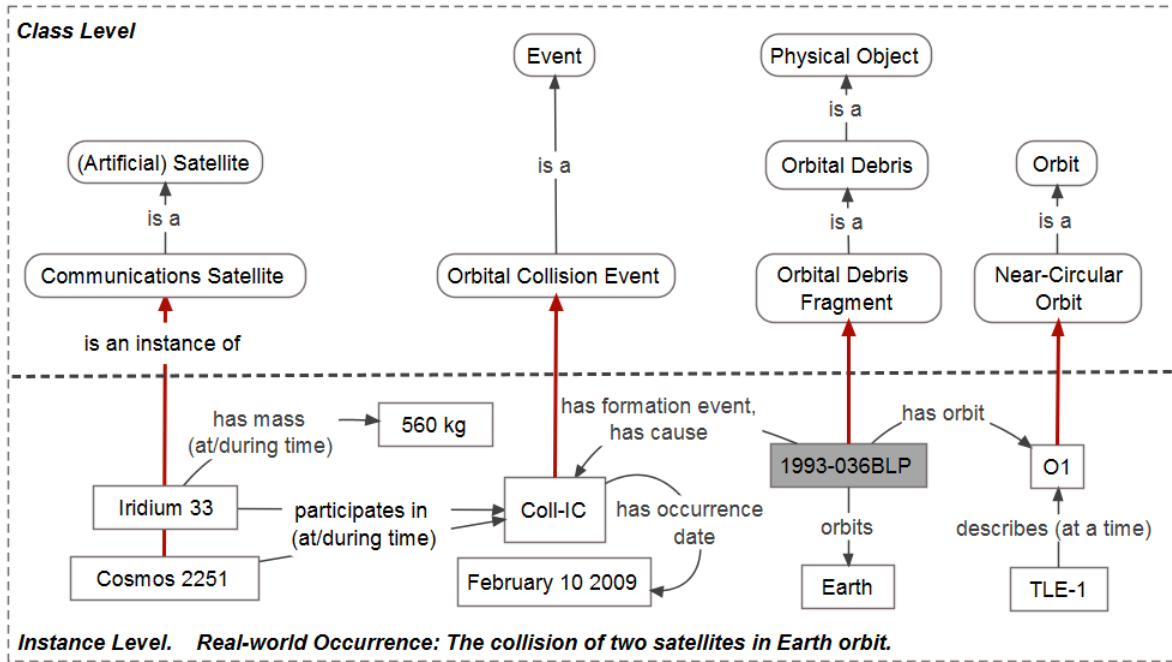 Class Level
Event
Physical Object
is a
(Artificial) Satellite
is a
Orbital Debris
Orbit
is a
is a
is a
Communications Satellite
Orbital Collision Event
Orbital Debris
Fragment
Near-Circular
Orbit
is an instance of
has mass
(at/during time)
560 kg
has formation event,
has cause
has orbit
1993-036BLP
O1
Iridium 33
participates in
(at/during time)
Coll-IC
has occurrence
date
orbits
describes (at a time)
Cosmos 2251
February 10 2009
Earth
TLE-1
Instance Level. Real-world Occurrence: The collision of two satellites in Earth orbit.